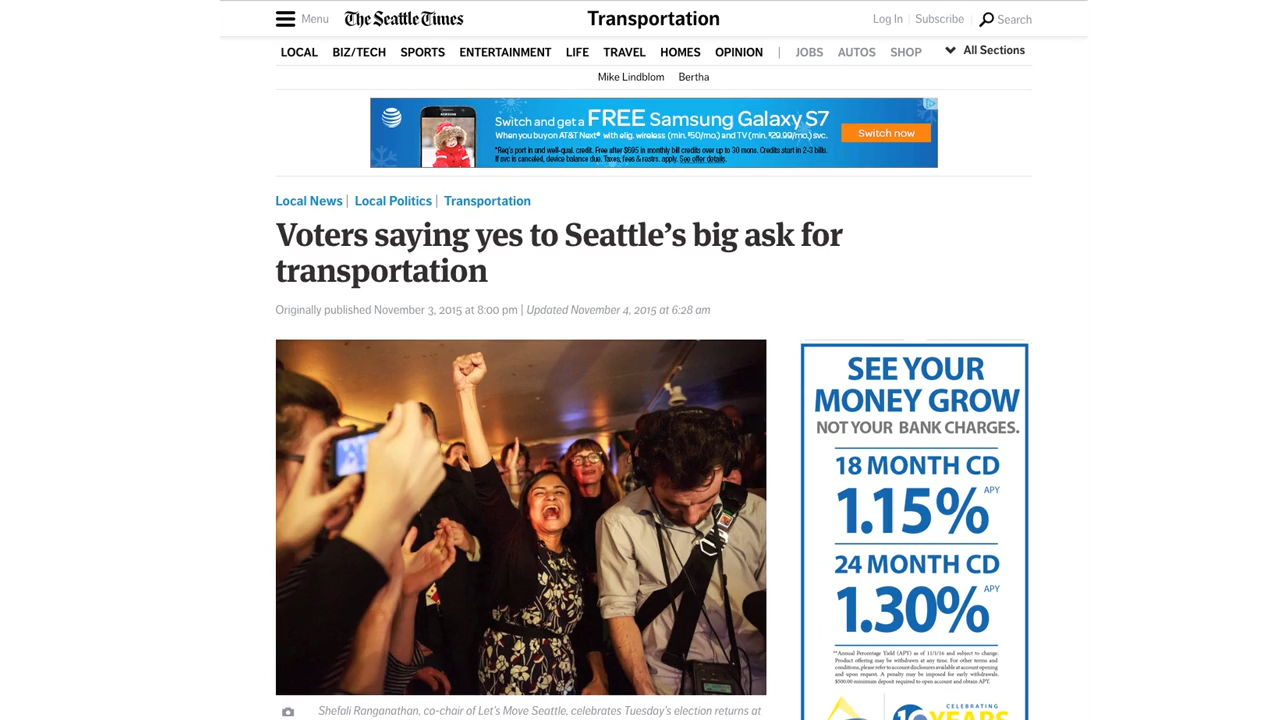 Menu
The Seattle Times
Transportation
Log In | Subscribe
Search
LOCAL BIZ/TECH SPORTS ENTERTAINMENT LIFE TRAVEL HOMES OPINION | JOBS AUTOS SHOP All Sections
Mike Lindblom Bertha
SAMSUNG
Switch and get a FREE Samsung Galaxy S7
When you buy on AT&T Next® with elig. wireless (min. $50/mo.) and TV (min. $29.99/mo.) svc.
*Req's port in and well-qual. credit. Free after $695 in monthly bill credits over up to 30 mons. Credits start in 2-3 bills.
If svc is canceled, device balance due. Taxes, fees & restrs. apply. See offer details.
Switch now
Local News | Local Politics | Transportation
Voters saying yes to Seattle's big ask for
transportation
Originally published November 3, 2015 at 8:00 pm | Updated November 4, 2015 at 6:28 am
Shefali Ranganathan, co-chair of Let's Move Seattle, celebrates Tuesday's election returns at
SEE YOUR
MONEY GROW
NOT YOUR BANK CHARGES.
18 MONTH CD
1.15% APY
24 MONTH CD
1.30% APY
**Annual Percentage Yield (APY) as of 11/1/16 and subject to change.
Product offering may be withdrawn at any time. For other terms and
conditions, please refer to account disclosures available at account opening
and upon request. A penalty may be imposed for early withdrawals.
$500.00 minimum deposit required to open account and obtain APY.
CELEBRATING
YEARS